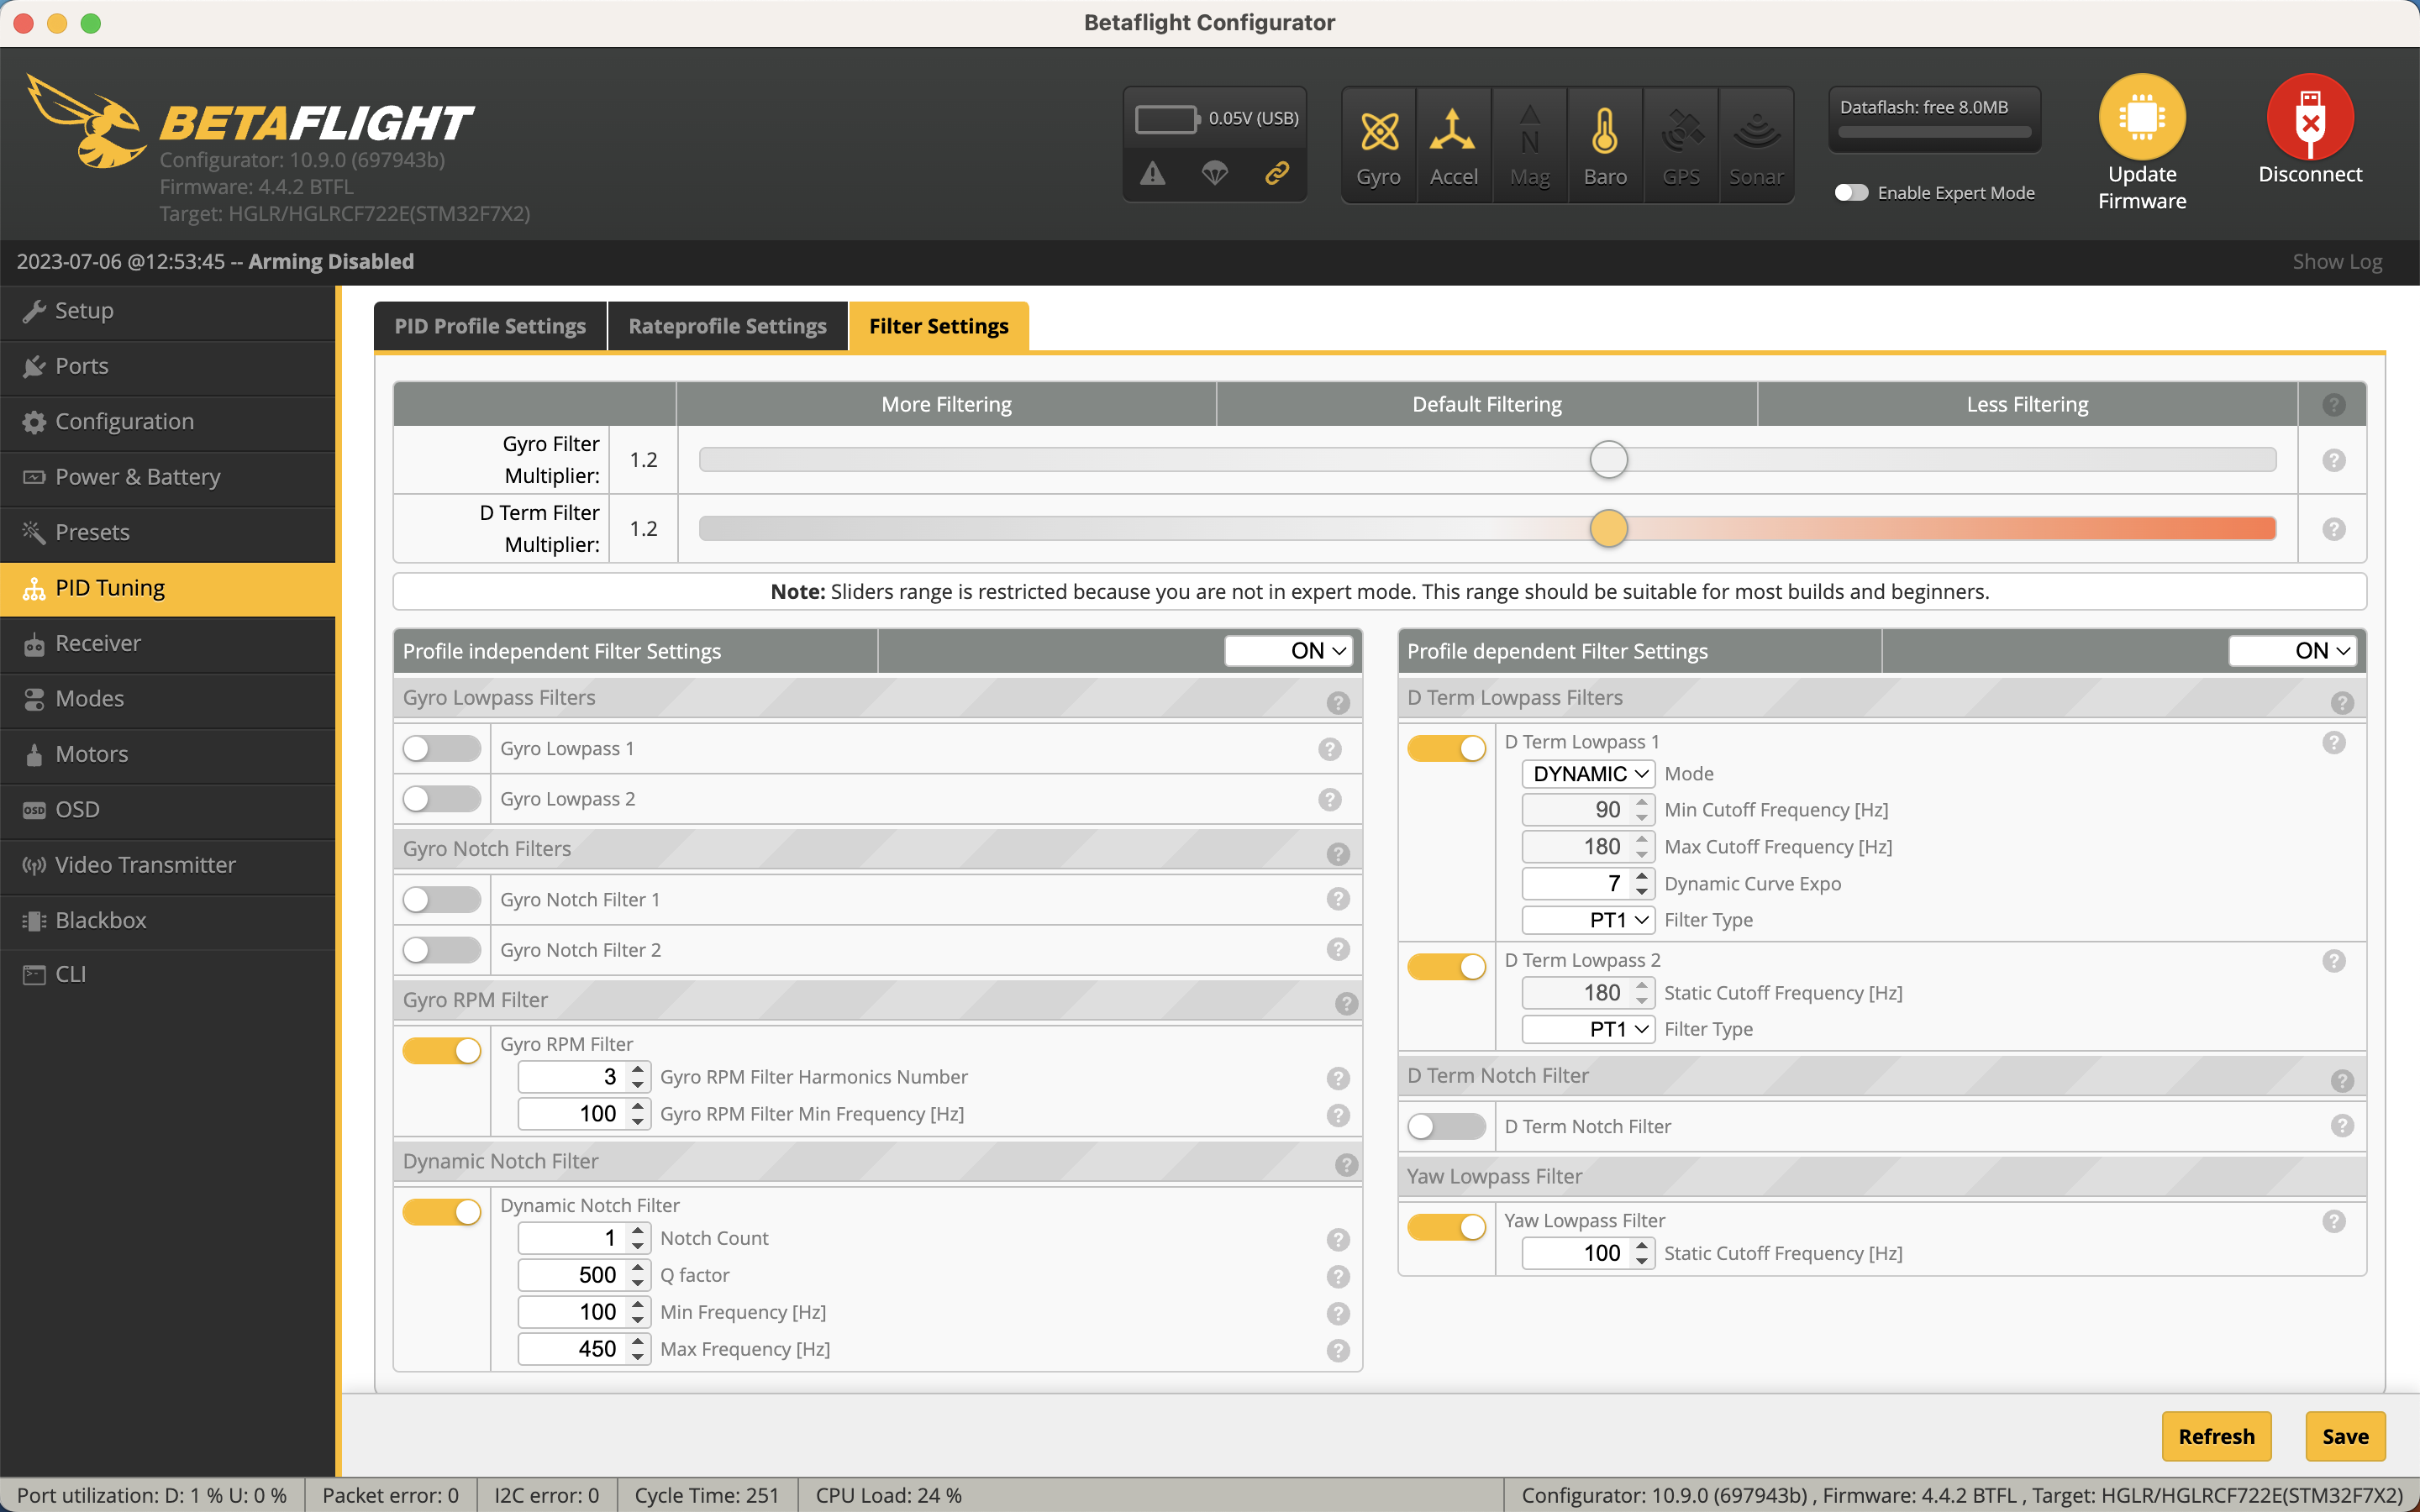 Betaflight Configurator
BETAFLIGHT
Configurator: 10.9.0 (697943b)
Firmware: 4.4.2 BTFL
Target: HGLR/HGLRCF722E(STM32F7X2)
0.05V (USB)
Gyro
Accel
N
Mag
Baro
GPS
Sonar
Dataflash: free 8.0MB
Enable Expert Mode
Update
Firmware
Disconnect
2023-07-06 @12:53:45 -- Arming Disabled
Show Log
Setup
Ports
Configuration
Power & Battery
Presets
PID Tuning
Receiver
Modes
Motors
OSD OSD
Video Transmitter
Blackbox
CLI
PID Profile Settings
Rateprofile Settings
Filter Settings
More Filtering
Default Filtering
Less Filtering
?
Gyro Filter
Multiplier:
1.2
?
D Term Filter
Multiplier:
1.2
?
Note: Sliders range is restricted because you are not in expert mode. This range should be suitable for most builds and beginners.
Profile independent Filter Settings
ON
Gyro Lowpass Filters ?
Gyro Lowpass 1 ?
Gyro Lowpass 2 ?
Gyro Notch Filters ?
Gyro Notch Filter 1 ?
Gyro Notch Filter 2 ?
Gyro RPM Filter ?
Gyro RPM Filter
3 Gyro RPM Filter Harmonics Number ?
100 Gyro RPM Filter Min Frequency [Hz] ?
Dynamic Notch Filter ?
Dynamic Notch Filter
1 Notch Count ?
500 Q factor ?
100 Min Frequency [Hz] ?
450 Max Frequency [Hz] ?
Profile dependent Filter Settings
ON
D Term Lowpass Filters ?
D Term Lowpass 1 ?
DYNAMIC Mode
90 Min Cutoff Frequency [Hz]
180 Max Cutoff Frequency [Hz]
7 Dynamic Curve Expo
PT1 Filter Type
D Term Lowpass 2 ?
180 Static Cutoff Frequency [Hz]
PT1 Filter Type
D Term Notch Filter ?
D Term Notch Filter ?
Yaw Lowpass Filter
Yaw Lowpass Filter ?
100 Static Cutoff Frequency [Hz]
Refresh
Save
Port utilization: D: 1 % U: 0 %
Packet error: 0
I2C error: 0
Cycle Time: 251
CPU Load: 24 %
Configurator: 10.9.0 (697943b) , Firmware: 4.4.2 BTFL , Target: HGLR/HGLRCF722E(STM32F7X2)